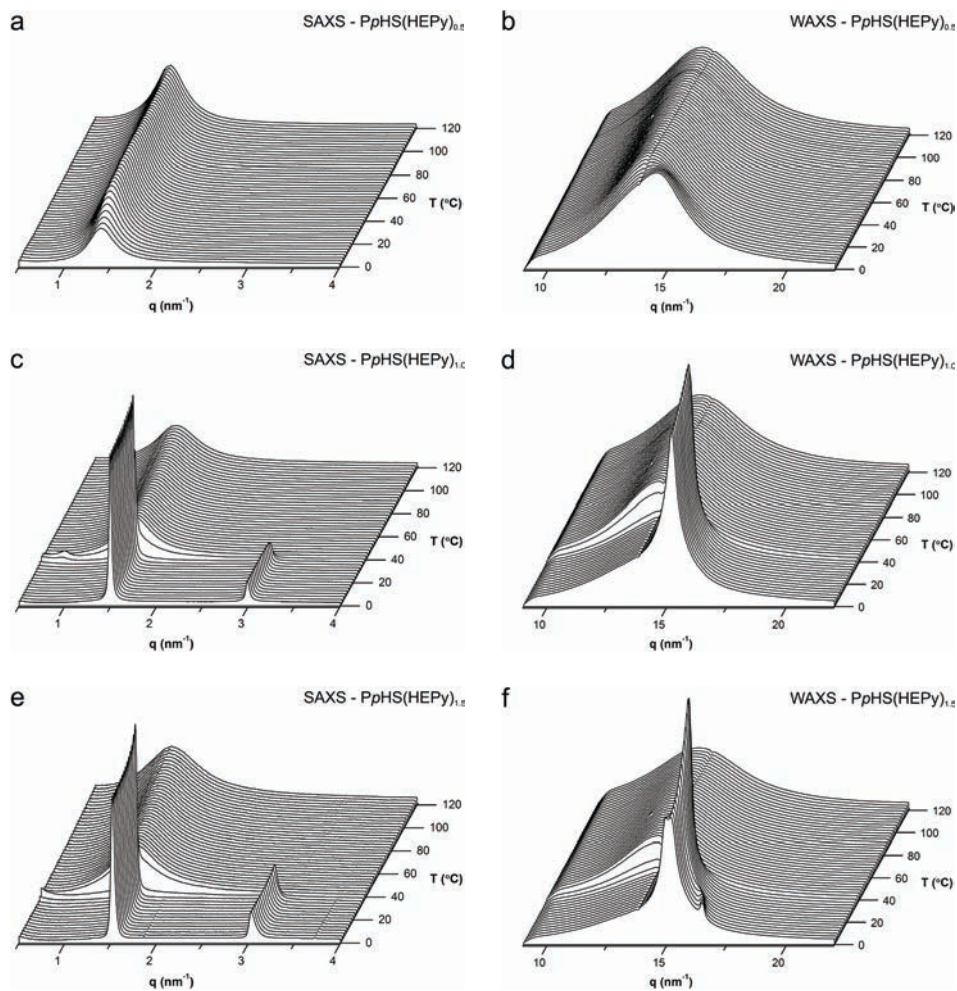 a SAXS - PpHS(HEPy)0.5
120
100
80
60
T (°C)
40
20
0
1 2 3 4
q (nm-1)
b WAXS - PpHS(HEPy)0.5
120
100
80
60
T (°C)
40
20
0
10 15 20
q (nm-1)
c SAXS - PpHS(HEPy)1.0
120
100
80
60
T (°C)
40
20
0
1 2 3 4
q (nm-1)
d WAXS - PpHS(HEPy)1.0
120
100
80
60
T (°C)
40
20
0
10 15 20
q (nm-1)
e SAXS - PpHS(HEPy)1.5
120
100
80
60
T (°C)
40
20
0
1 2 3 4
q (nm-1)
f WAXS - PpHS(HEPy)1.5
120
100
80
60
T (°C)
40
20
0
10 15 20
q (nm-1)